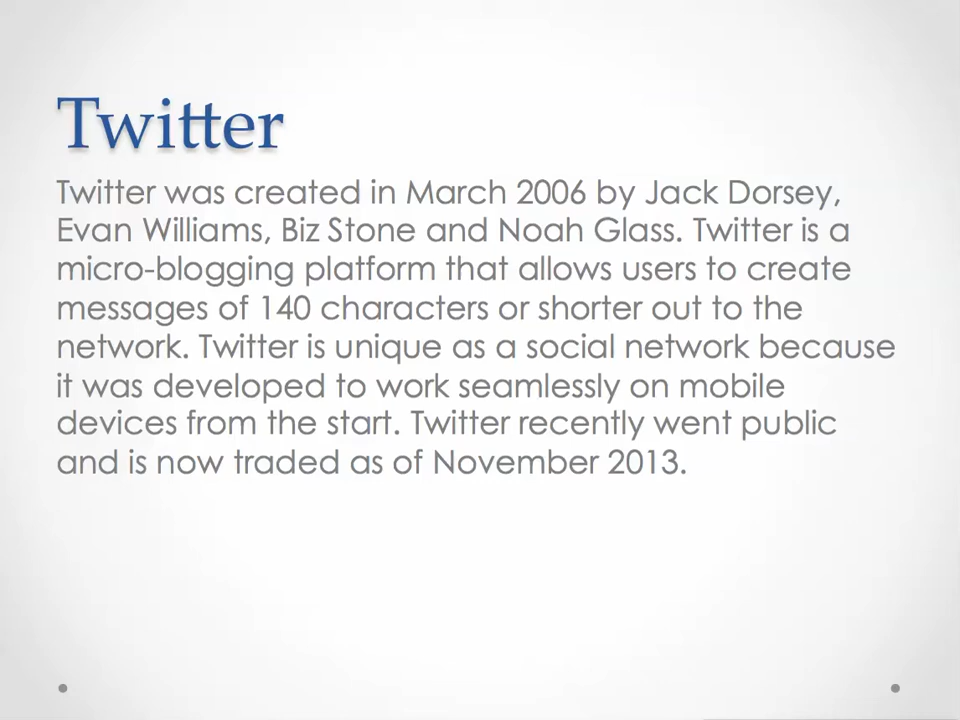 Twitter
Twitter was created in March 2006 by Jack Dorsey,
Evan Williams, Biz Stone and Noah Glass. Twitter is a
micro-blogging platform that allows users to create
messages of 140 characters or shorter out to the
network. Twitter is unique as a social network because
it was developed to work seamlessly on mobile
devices from the start. Twitter recently went public
and is now traded as of November 2013.